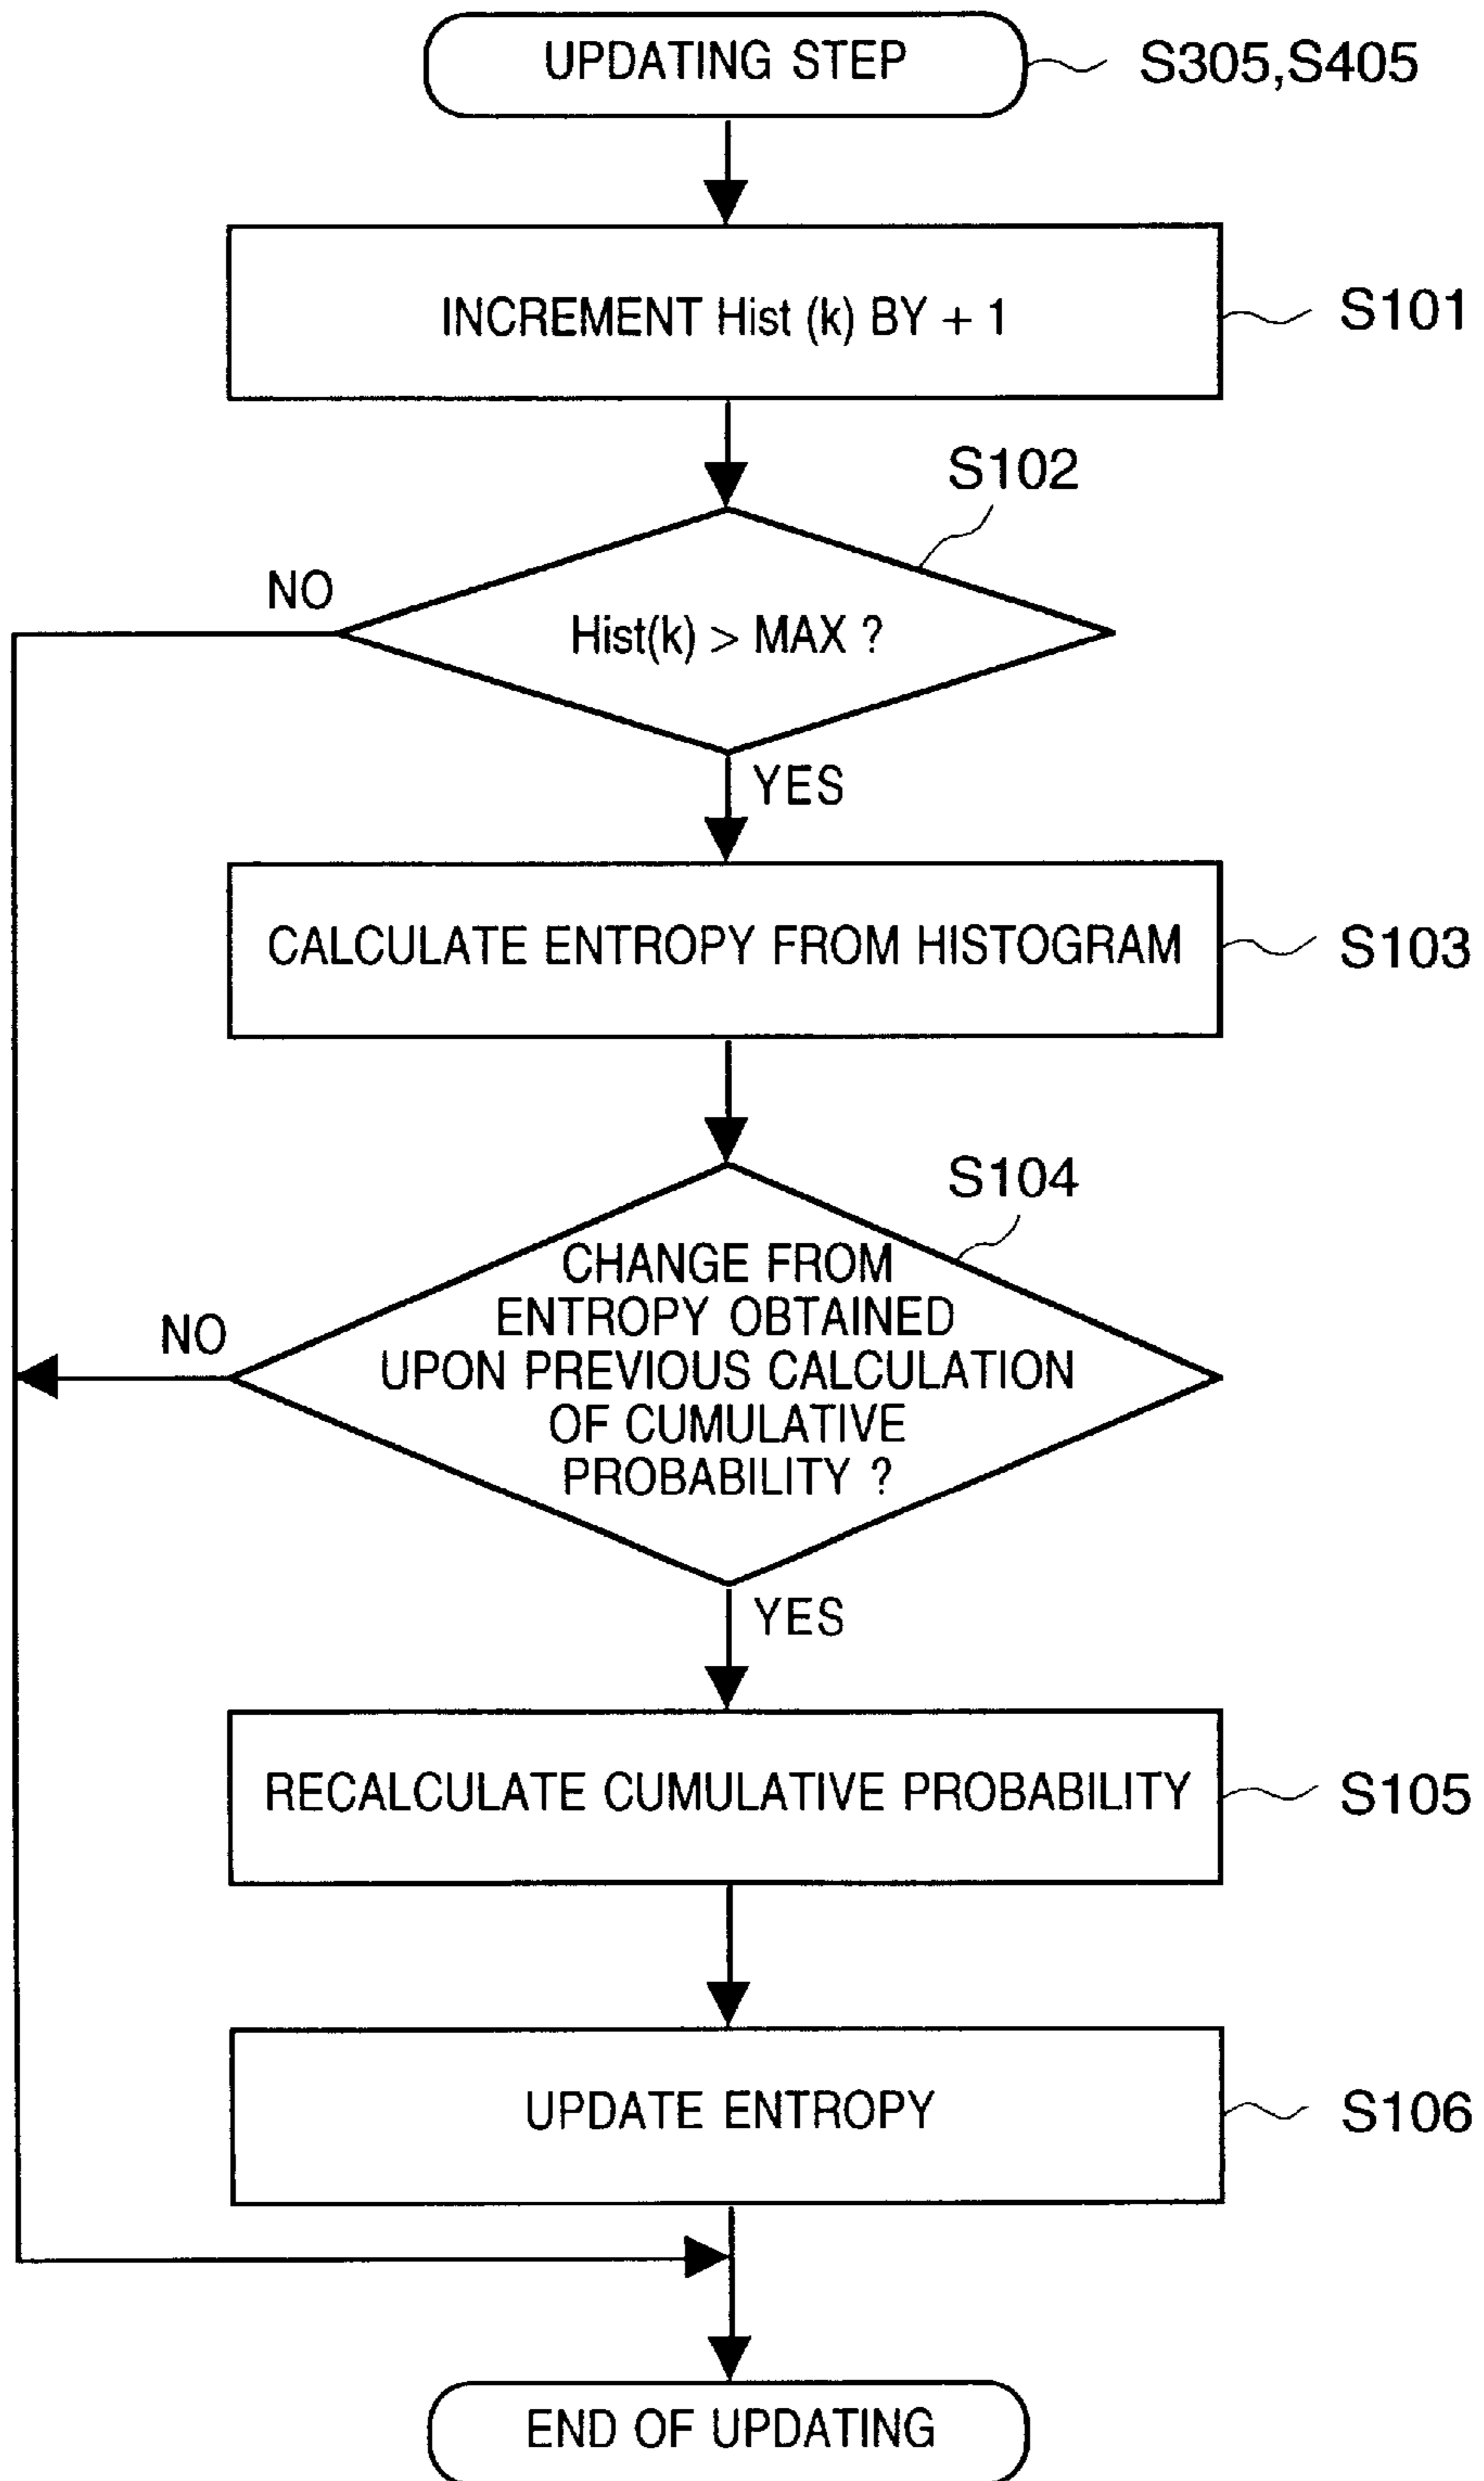 UPDATING STEP
S305,S405
INCREMENT Hist (k) BY + 1
S101
S102
NO
Hist(k) > MAX ?
YES
CALCULATE ENTROPY FROM HISTOGRAM
S103
S104
CHANGE FROM
ENTROPY OBTAINED
UPON PREVIOUS CALCULATION
OF CUMULATIVE
PROBABILITY ?
NO
YES
RECALCULATE CUMULATIVE PROBABILITY
S105
UPDATE ENTROPY
S106
END OF UPDATING